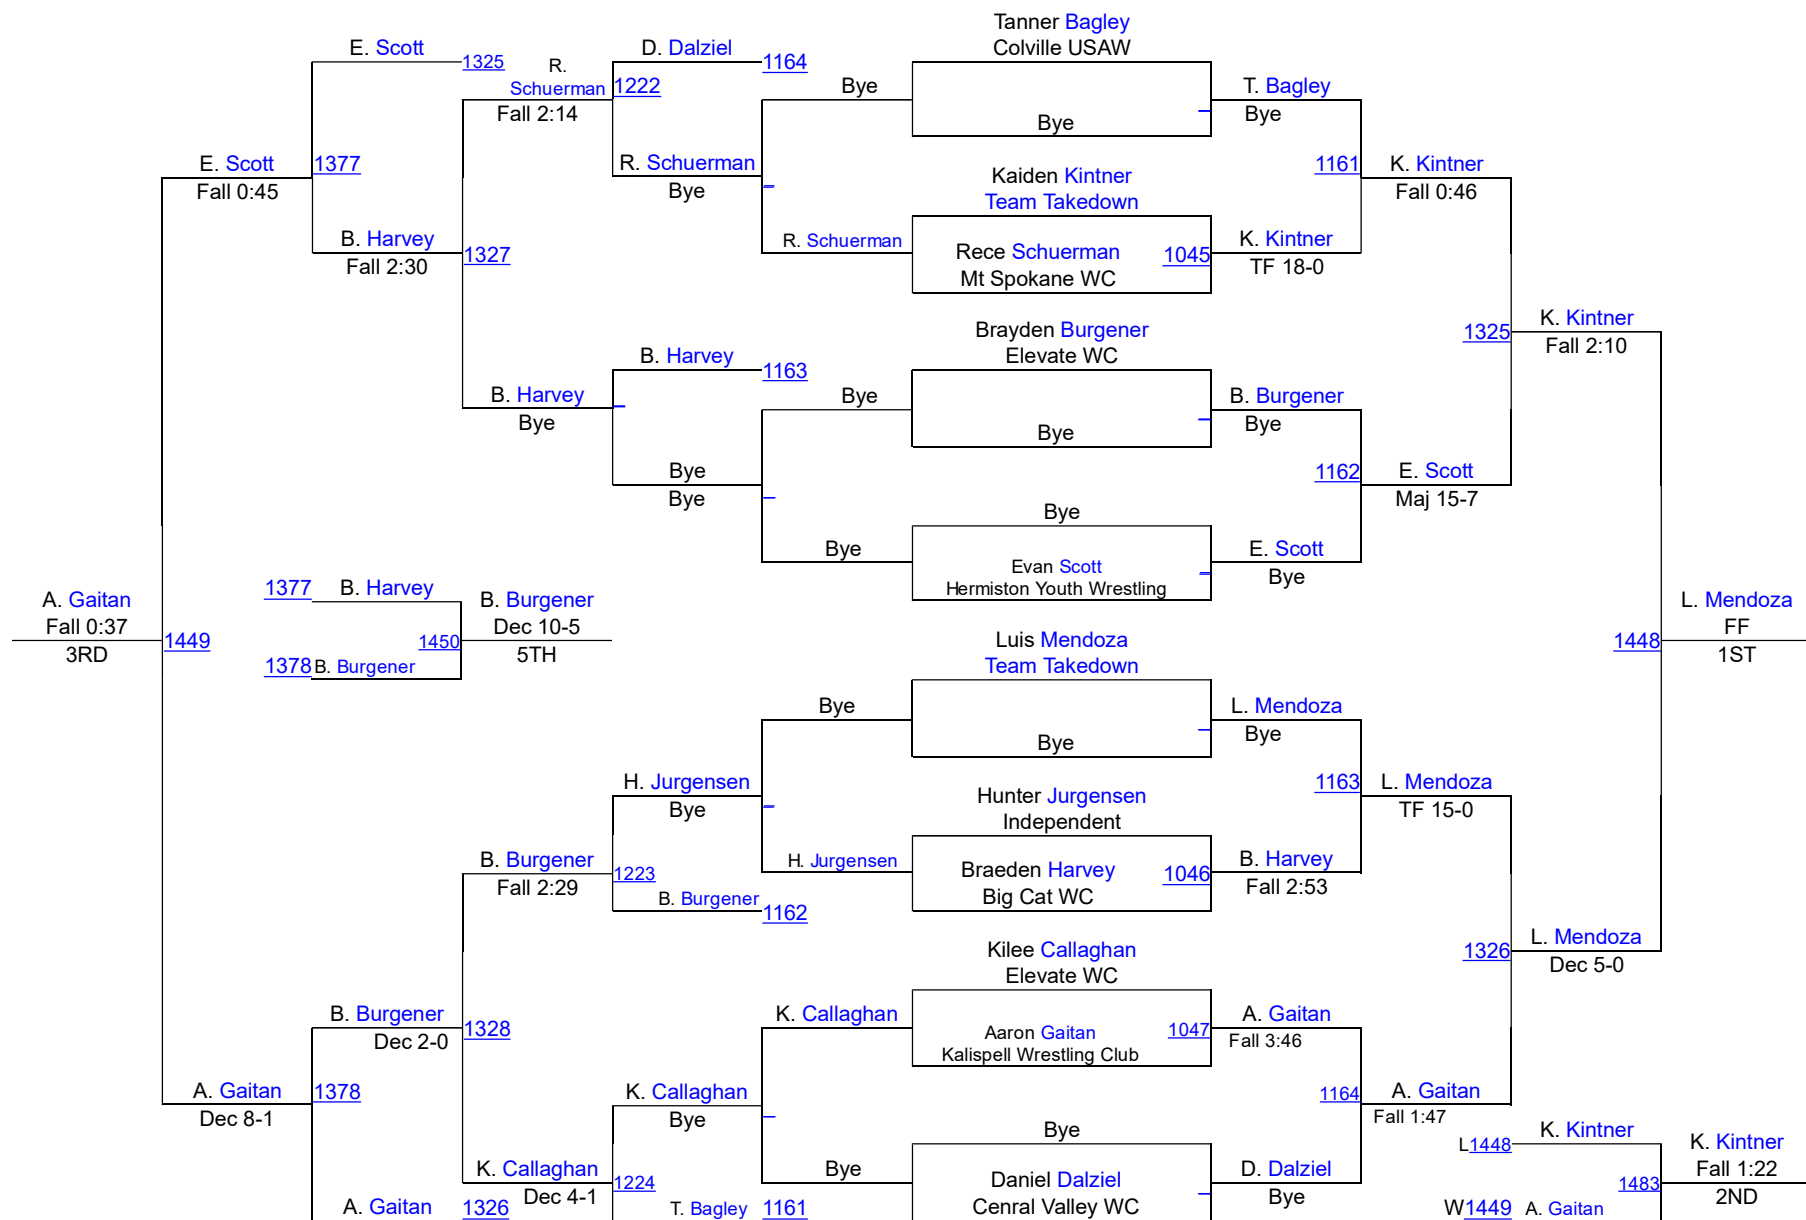 Tanner Bagley
E. Scott
D. Dalziel
Colville USAW
1325
R.
1164
Schuerman
1222
Bye
T. Bagley
Fall 2:14
Bye
Bye
E. Scott
1377
R. Schuerman
1161
K. Kintner
Fall 0:45
Bye
Kaiden Kintner
Fall 0:46
Team Takedown
B. Harvey
1327
R. Schuerman
Rece Schuerman
1045
K. Kintner
Fall 2:30
Mt Spokane WC
TF 18-0
Brayden Burgener
1325
K. Kintner
B. Harvey
1163
Elevate WC
Fall 2:10
B. Harvey
Bye
B. Burgener
Bye
Bye
Bye
Bye
1162
E. Scott
Bye
Maj 15-7
Bye
Bye
Evan Scott
E. Scott
Hermiston Youth Wrestling
Bye
1377
B. Harvey
A. Gaitan
B. Burgener
L. Mendoza
Fall 0:37
Dec 10-5
FF
3RD
1449
1450
5TH
Luis Mendoza
1448
1ST
1378
B. Burgener
Team Takedown
Bye
L. Mendoza
Bye
Bye
H. Jurgensen
Hunter Jurgensen
1163
L. Mendoza
Bye
Independent
TF 15-0
B. Burgener
1223
H. Jurgensen
Braeden Harvey
1046
B. Harvey
Fall 2:29
B. Burgener
1162
Big Cat WC
Fall 2:53
Kilee Callaghan
1326
L. Mendoza
Elevate WC
Dec 5-0
B. Burgener
1328
K. Callaghan
Aaron Gaitan
1047
A. Gaitan
Dec 2-0
Kalispell Wrestling Club
Fall 3:46
A. Gaitan
1378
K. Callaghan
1164
A. Gaitan
Dec 8-1
Bye
Fall 1:47
Bye
L1448
K. Kintner
K. Kintner
K. Callaghan
1224
Bye
Daniel Dalziel
D. Dalziel
Fall 1:22
Dec 4-1
Cenral Valley WC
Bye
1483
2ND
A. Gaitan
1326
T. Bagley
1161
W1449
A. Gaitan